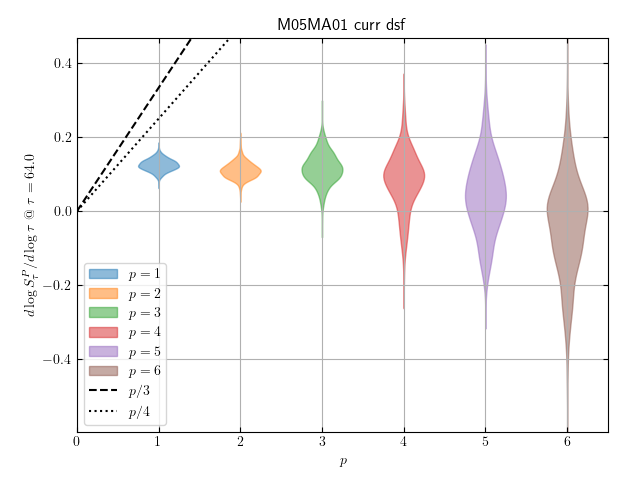 M05MA01 curr dsf
d log S_τ^P / d log τ @ τ = 64.0
0.4
0.2
0.0
−0.2
−0.4
p = 1
p = 2
p = 3
p = 4
p = 5
p = 6
p/3
p/4
0 1 2 3 4 5 6
p